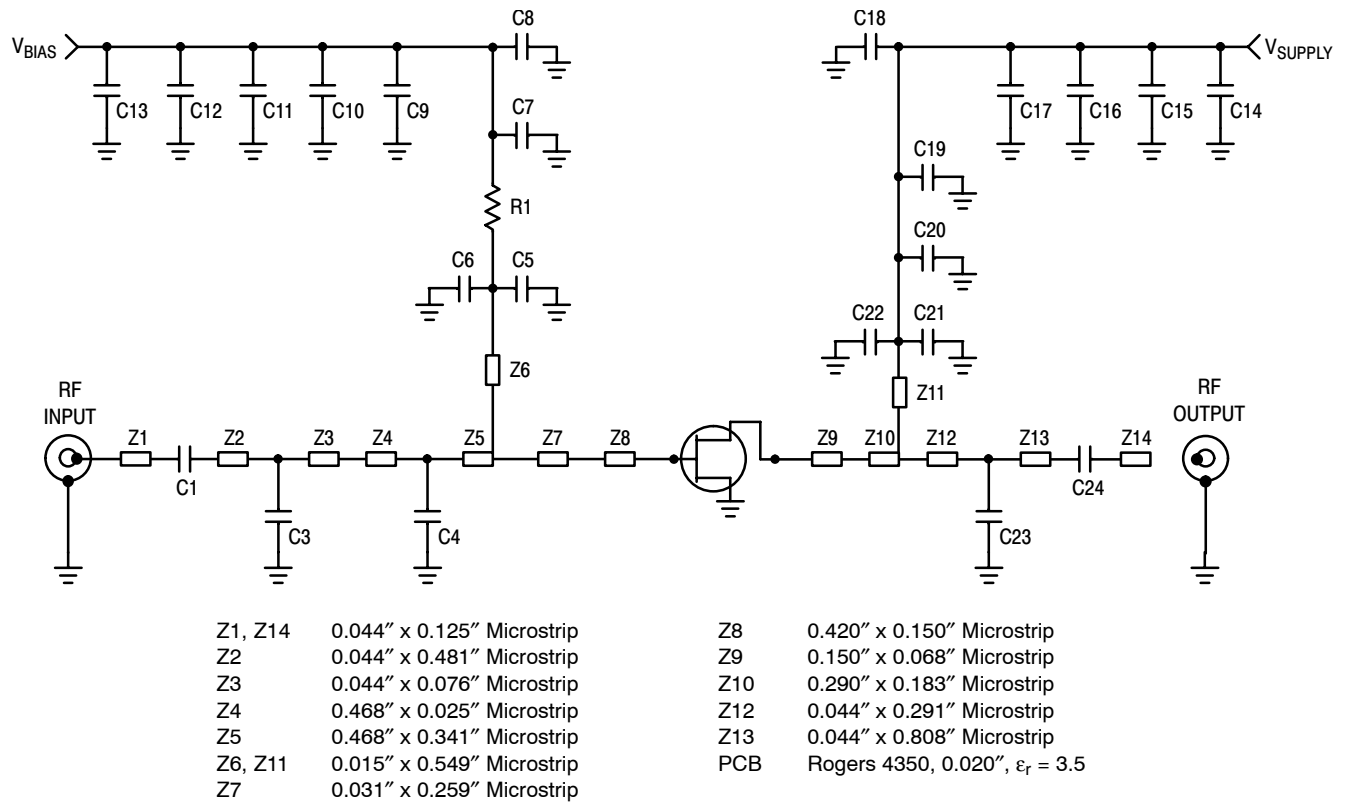 C8
C18
V_BIAS
V_SUPPLY
C13
C12
C11
C10
C9
C7
C17
C16
C15
C14
C19
R1
C20
C6
C5
C22
C21
Z6
Z11
RF
INPUT
RF
OUTPUT
Z1
Z2
Z3
Z4
Z5
Z7
Z8
Z9
Z10
Z12
Z13
Z14
C1
C24
C3
C4
C23
Z1, Z14 0.044″ x 0.125″ Microstrip
Z2 0.044″ x 0.481″ Microstrip
Z3 0.044″ x 0.076″ Microstrip
Z4 0.468″ x 0.025″ Microstrip
Z5 0.468″ x 0.341″ Microstrip
Z6, Z11 0.015″ x 0.549″ Microstrip
Z7 0.031″ x 0.259″ Microstrip
Z8 0.420″ x 0.150″ Microstrip
Z9 0.150″ x 0.068″ Microstrip
Z10 0.290″ x 0.183″ Microstrip
Z12 0.044″ x 0.291″ Microstrip
Z13 0.044″ x 0.808″ Microstrip
PCB Rogers 4350, 0.020″, εr = 3.5